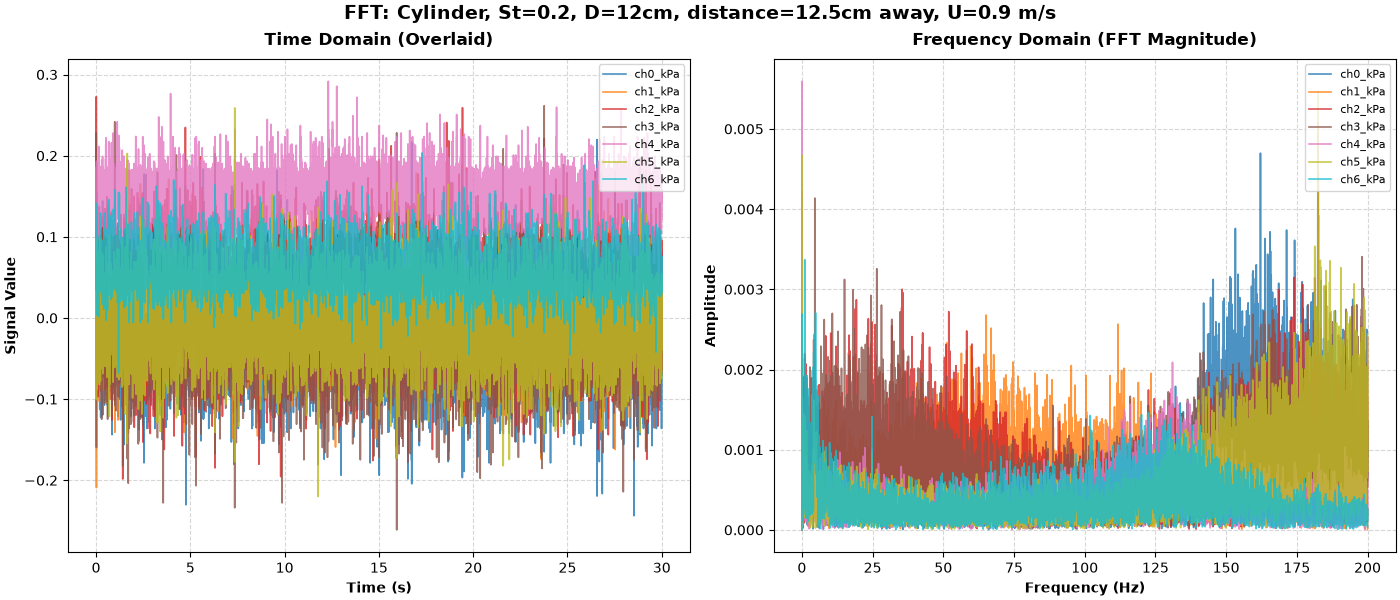 FFT: Cylinder, St=0.2, D=12cm, distance=12.5cm away, U=0.9 m/s
Time Domain (Overlaid)
Signal Value
0.3
0.2
0.1
0.0
−0.1
−0.2
0 5 10 15 20 25 30
Time (s)
ch0_kPa
ch1_kPa
ch2_kPa
ch3_kPa
ch4_kPa
ch5_kPa
ch6_kPa
Frequency Domain (FFT Magnitude)
Amplitude
0.005
0.004
0.003
0.002
0.001
0.000
0 25 50 75 100 125 150 175 200
Frequency (Hz)
ch0_kPa
ch1_kPa
ch2_kPa
ch3_kPa
ch4_kPa
ch5_kPa
ch6_kPa